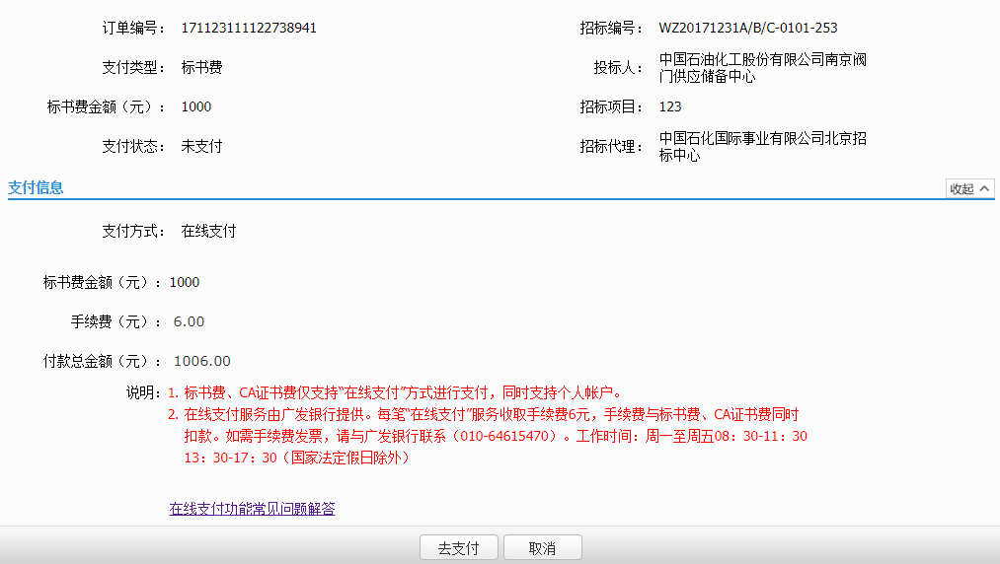 订单编号： 171123111122738941 招标编号： WZ20171231A/B/C-0101-253
支付类型： 标书费 投标人： 中国石油化工股份有限公司南京阀
门供应储备中心
标书费金额（元）： 1000 招标项目： 123
支付状态： 未支付 招标代理： 中国石化国际事业有限公司北京招
标中心
支付信息 收起
支付方式： 在线支付
标书费金额（元）： 1000
手续费（元）： 6.00
付款总金额（元）： 1006.00
说明： 1. 标书费、CA证书费仅支持“在线支付”方式进行支付，同时支持个人帐户。
2. 在线支付服务由广发银行提供。每笔“在线支付”服务收取手续费6元，手续费与标书费、CA证书费同时
扣款。如需手续费发票，请与广发银行联系（010-64615470）。工作时间：周一至周五08：30-11：30
13：30-17：30（国家法定假日除外）
在线支付功能常见问题解答
去支付 取消